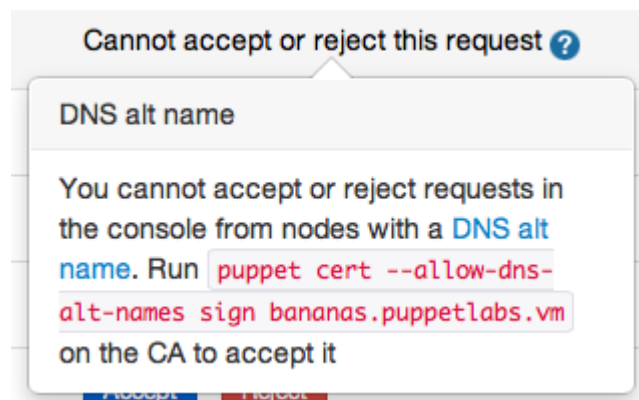 Cannot accept or reject this request ?
DNS alt name
You cannot accept or reject requests in
the console from nodes with a DNS alt
name. Run puppet cert --allow-dns-
alt-names sign bananas.puppetlabs.vm
on the CA to accept it
Accept Reject